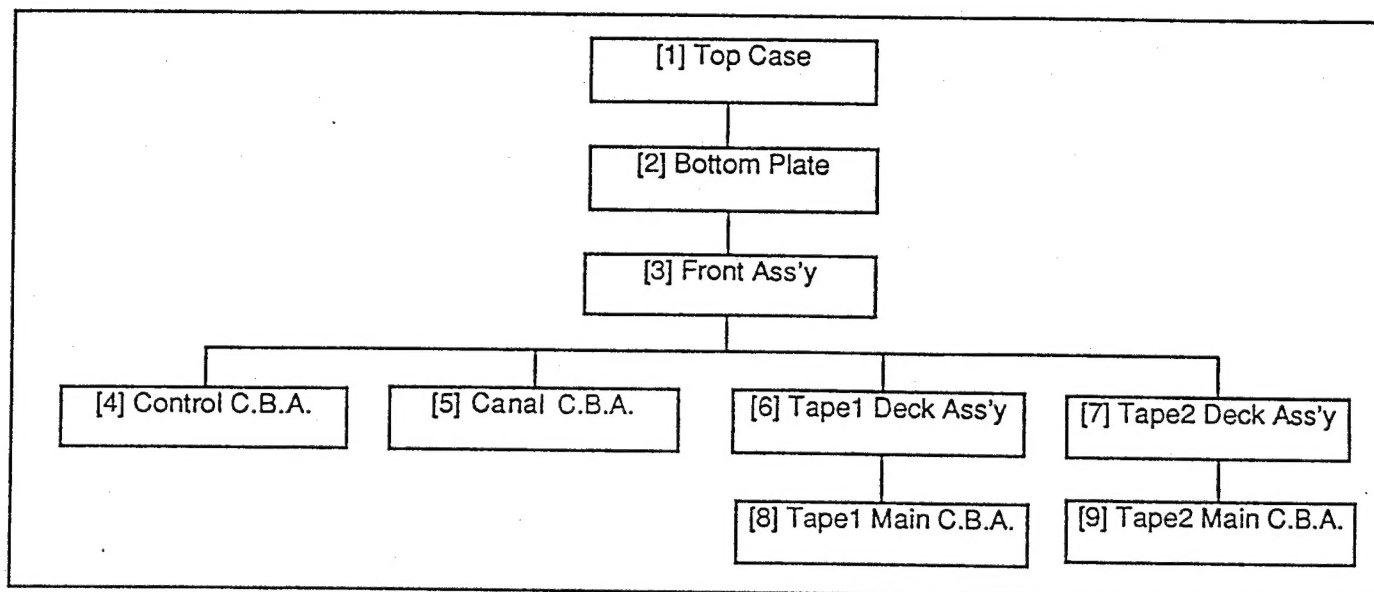 [1] Top Case
[2] Bottom Plate
[3] Front Ass'y
[4] Control C.B.A.
[5] Canal C.B.A.
[6] Tape1 Deck Ass'y
[7] Tape2 Deck Ass'y
[8] Tape1 Main C.B.A.
[9] Tape2 Main C.B.A.